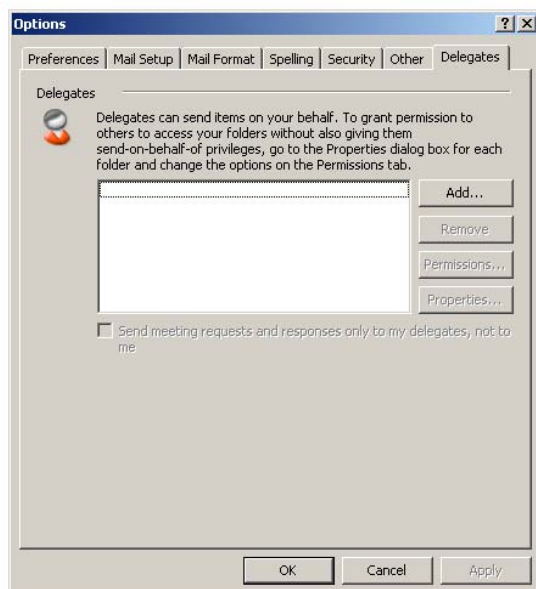 Options
Preferences Mail Setup Mail Format Spelling Security Other Delegates
Delegates
Delegates can send items on your behalf. To grant permission to
others to access your folders without also giving them
send-on-behalf-of privileges, go to the Properties dialog box for each
folder and change the options on the Permissions tab.
Add...
Remove
Permissions...
Properties...
Send meeting requests and responses only to my delegates, not to
me
OK Cancel Apply